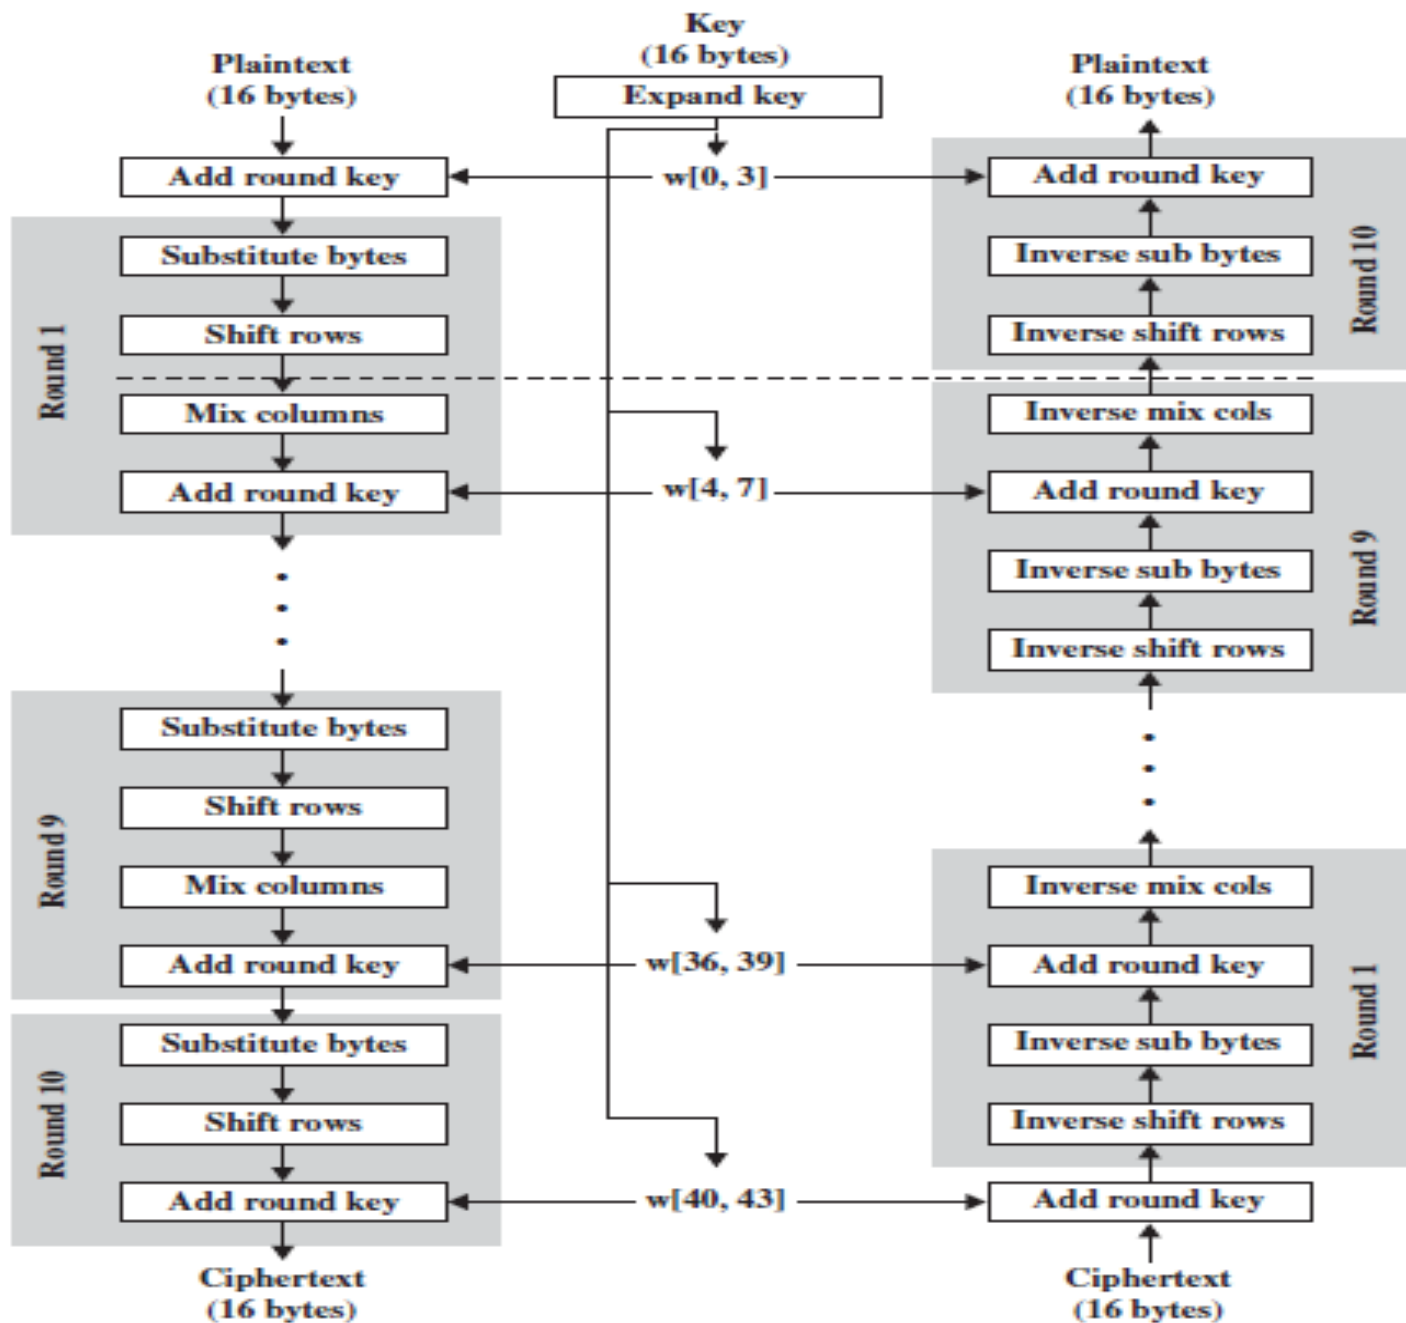 Key
(16 bytes)
Plaintext
(16 bytes)
Expand key
Plaintext
(16 bytes)
Add round key
w[0, 3]
Add round key
Substitute bytes
Inverse sub bytes
Round 10
Shift rows
Inverse shift rows
Round 1
Mix columns
Inverse mix cols
Add round key
w[4, 7]
Add round key
Inverse sub bytes
Round 9
Inverse shift rows
Substitute bytes
Shift rows
Round 9
Mix columns
Inverse mix cols
Add round key
w[36, 39]
Add round key
Substitute bytes
Inverse sub bytes
Round 1
Round 10
Shift rows
Inverse shift rows
Add round key
w[40, 43]
Add round key
Ciphertext
(16 bytes)
Ciphertext
(16 bytes)